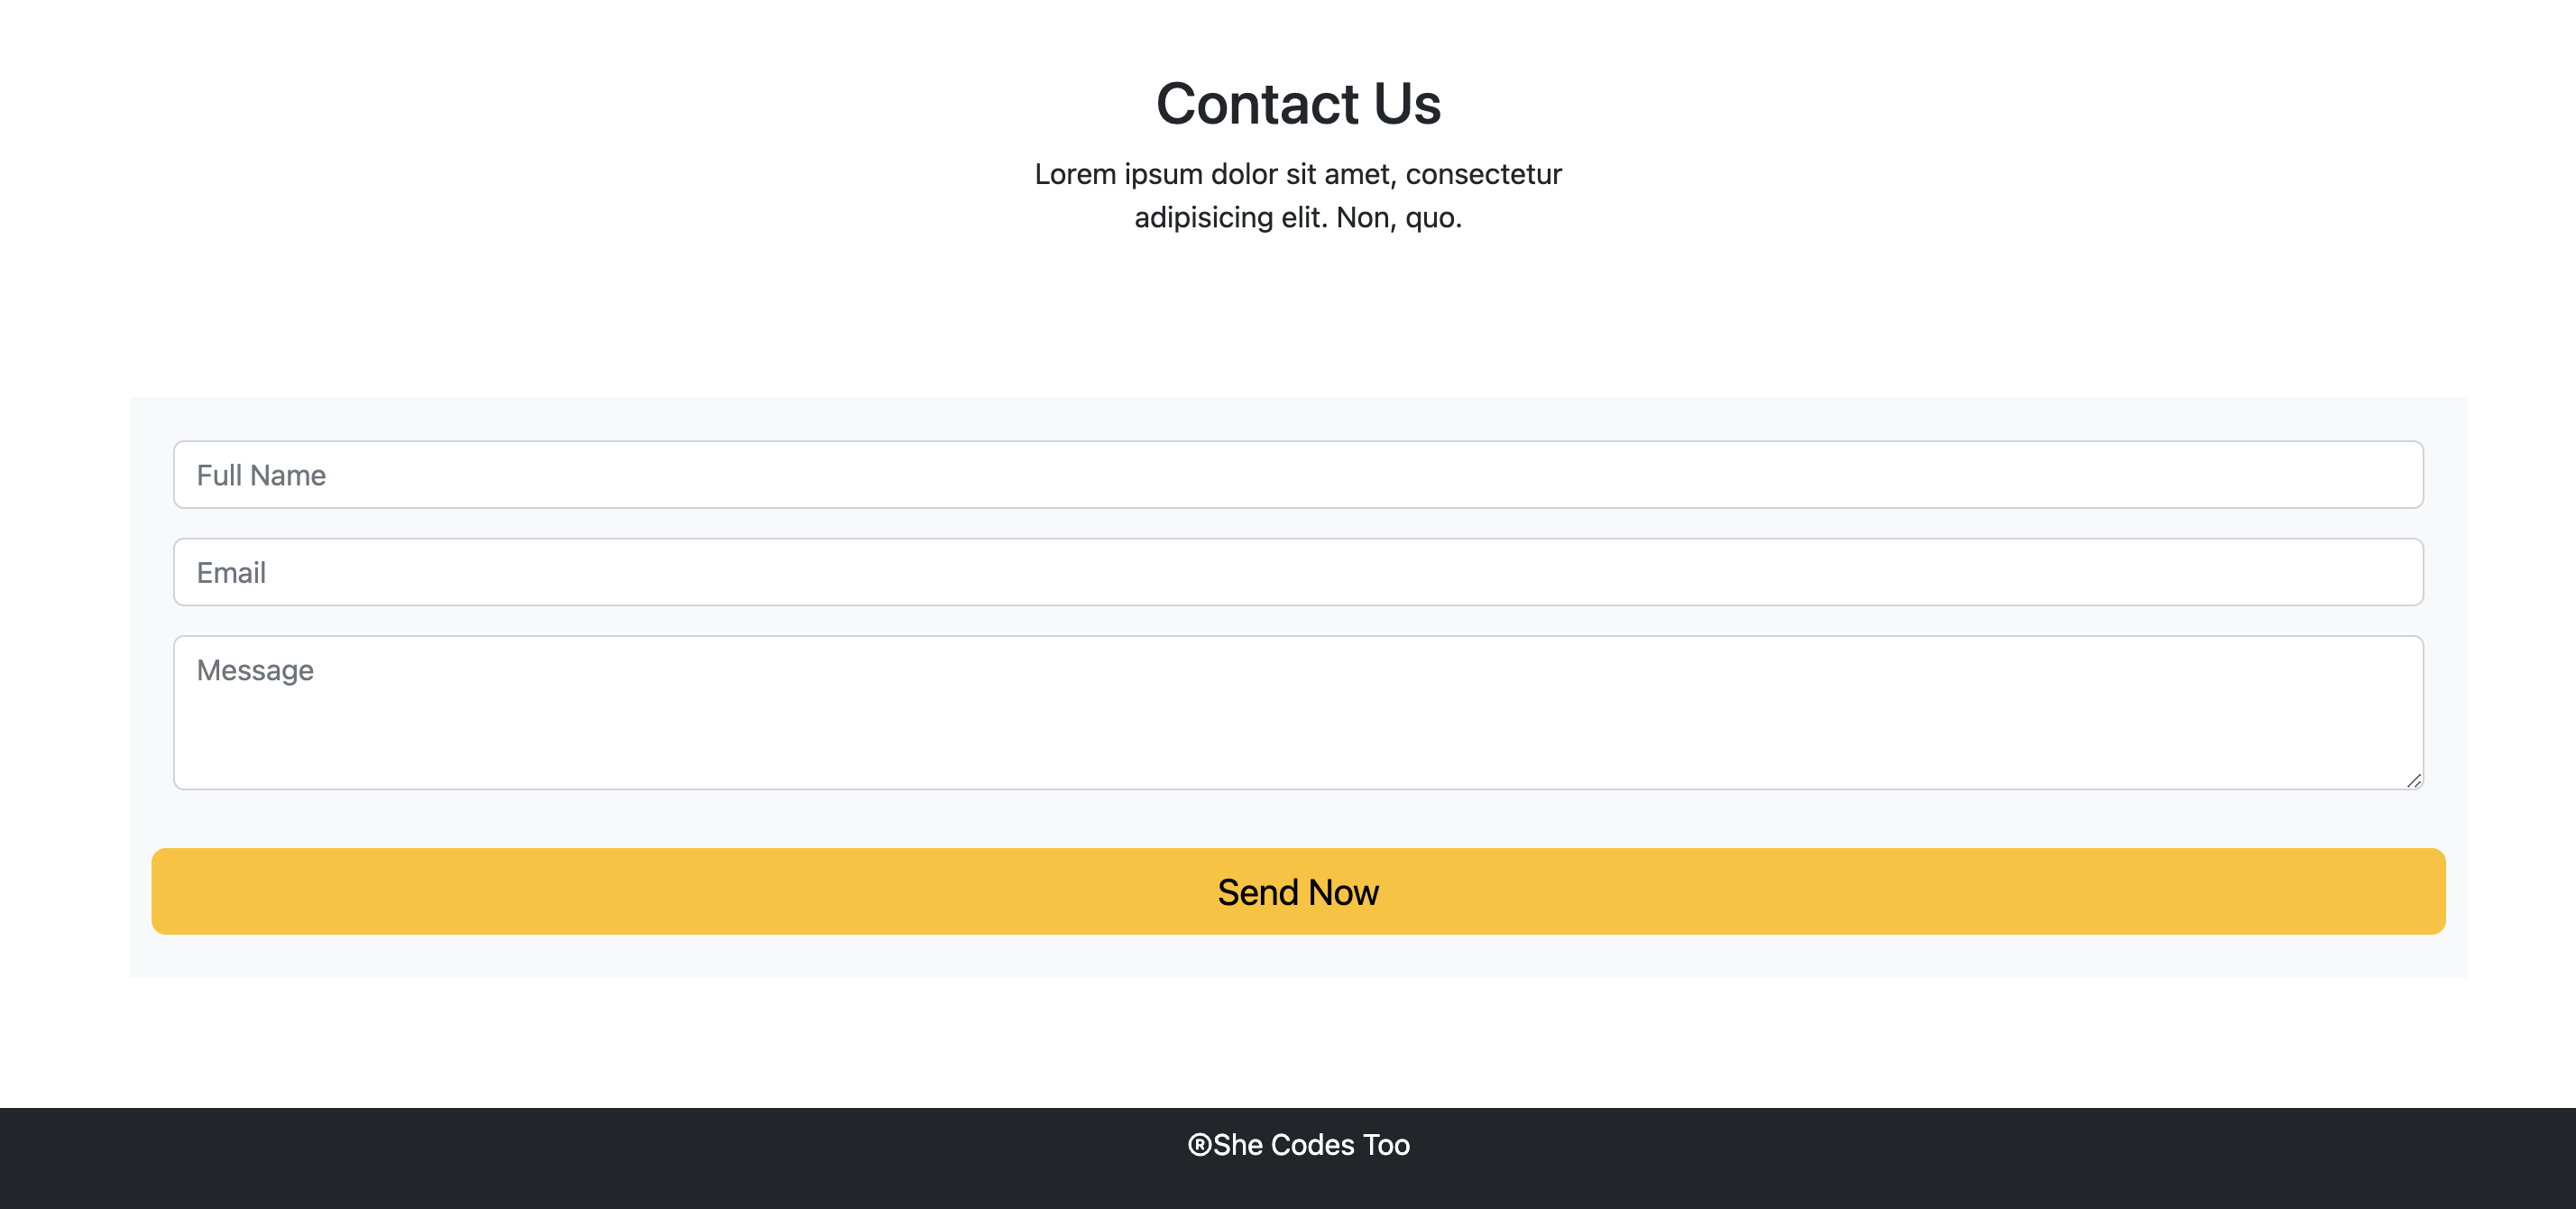 Contact Us
Lorem ipsum dolor sit amet, consectetur
adipisicing elit. Non, quo.
Full Name
Email
Message
Send Now
®She Codes Too